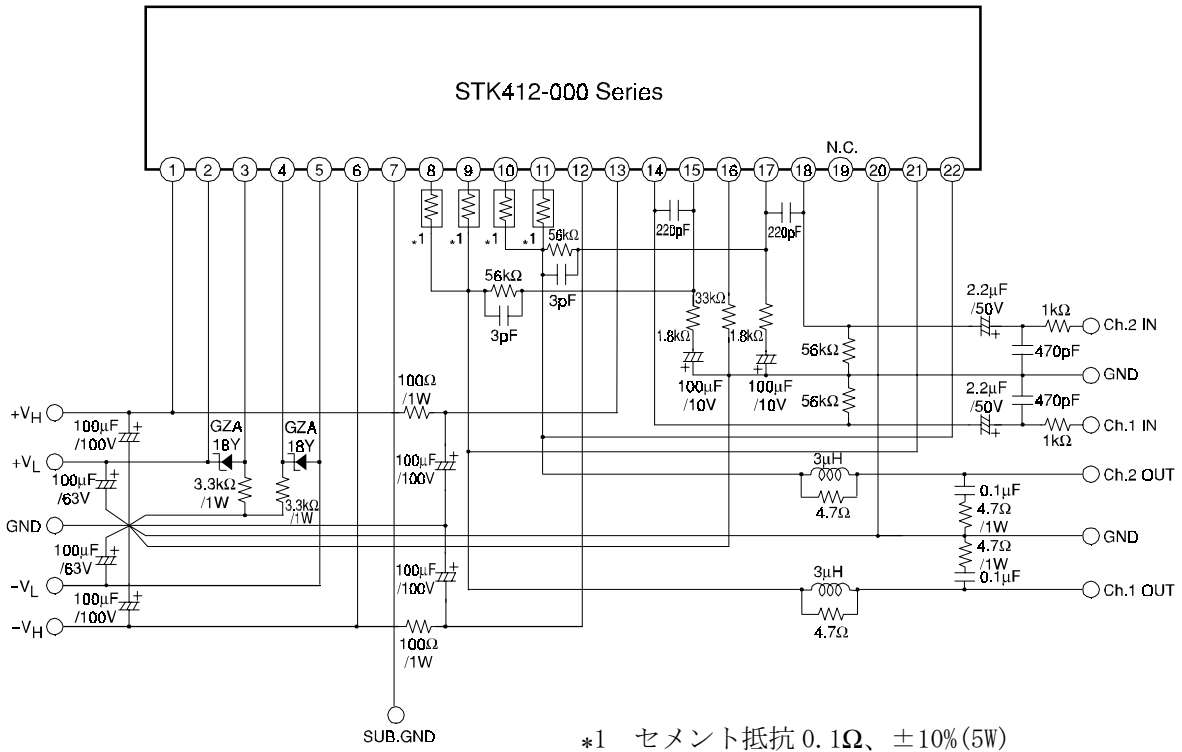 STK412-000 Series
N.C.
1 2 3 4 5 6 7 8 9 10 11 12 13 14 15 16 17 18 19 20 21 22
*1 *1 *1 *1
220pF
220pF
56kΩ
3pF
56kΩ
3pF
33kΩ
1.8kΩ
1.8kΩ
100µF
/10V
100µF
/10V
2.2µF
/50V
1kΩ
Ch.2 IN
56kΩ
470pF
GND
56kΩ
2.2µF
/50V
470pF
1kΩ
Ch.1 IN
100Ω
/1W
+VH
100µF
/100V
GZA
18Y
GZA
18Y
+VL
100µF
/63V
3.3kΩ
/1W
3.3kΩ
/1W
100µF
/100V
3µH
4.7Ω
Ch.2 OUT
0.1µF
4.7Ω
/1W
GND
GND
4.7Ω
/1W
0.1µF
100µF
/63V
-VL
100µF
/100V
100µF
/100V
3µH
4.7Ω
Ch.1 OUT
-VH
100Ω
/1W
SUB.GND
*1 セメント抵抗 0.1Ω、±10%(5W)